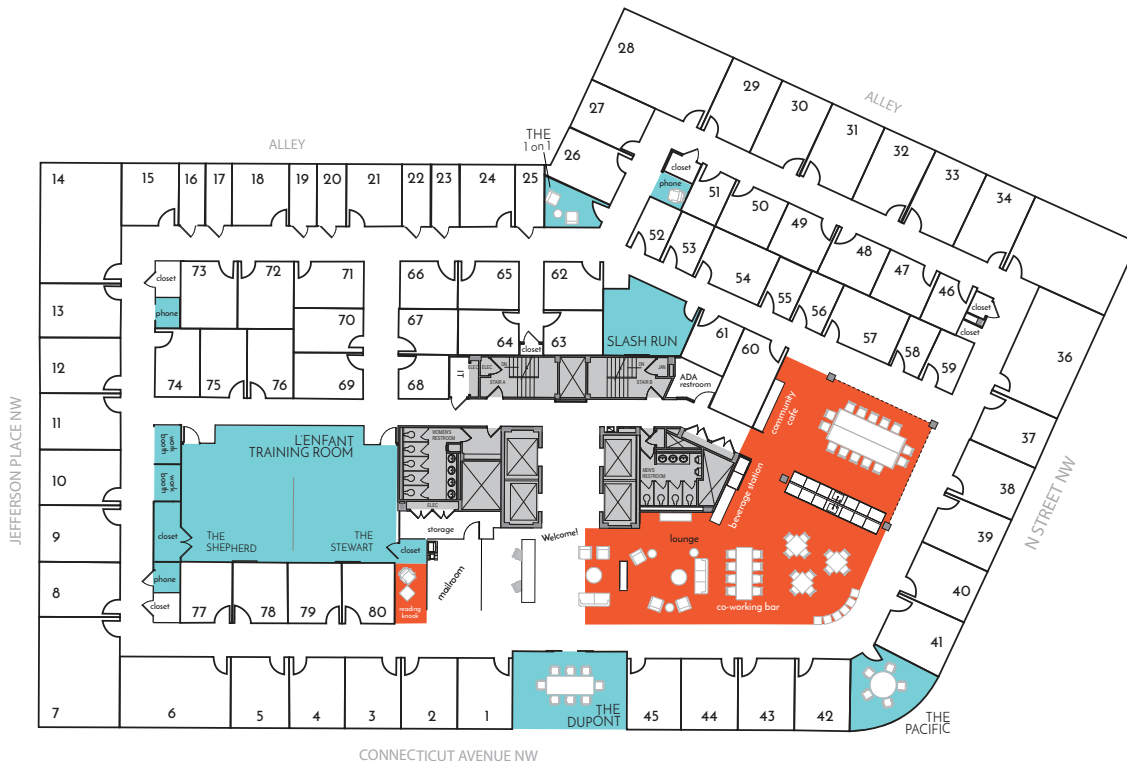 28
29
ALLEY
30
27
31
THE
1 on 1
ALLEY
26
32
closet
33
14
15
16
17
18
19
20
21
22
23
24
25
phone
51
34
50
49
52
53
48
closet
73
72
71
66
65
62
54
47
46
13
phone
55
56
closet
closet
70
67
64
63
SLASH RUN
61
57
36
closet
60
58
12
74
75
76
69
68
IT
ELEC
ELEC
DN
STAIR A
DN
STAIR B
JAN
ADA
restroom
59
11
work
booth
L'ENFANT
TRAINING ROOM
WOMEN'S
RESTROOM
community
cafe
37
JEFFERSON PLACE NW
10
work
booth
MEN'S
RESTROOM
beverage station
38
N STREET NW
ELEC
9
closet
THE
SHEPHERD
THE
STEWART
storage
Welcome!
lounge
39
closet
mailroom
8
phone
40
closet
77
78
79
80
reading
knook
co-working bar
41
7
6
5
4
3
2
1
THE
DUPONT
45
44
43
42
THE
PACIFIC
CONNECTICUT AVENUE NW